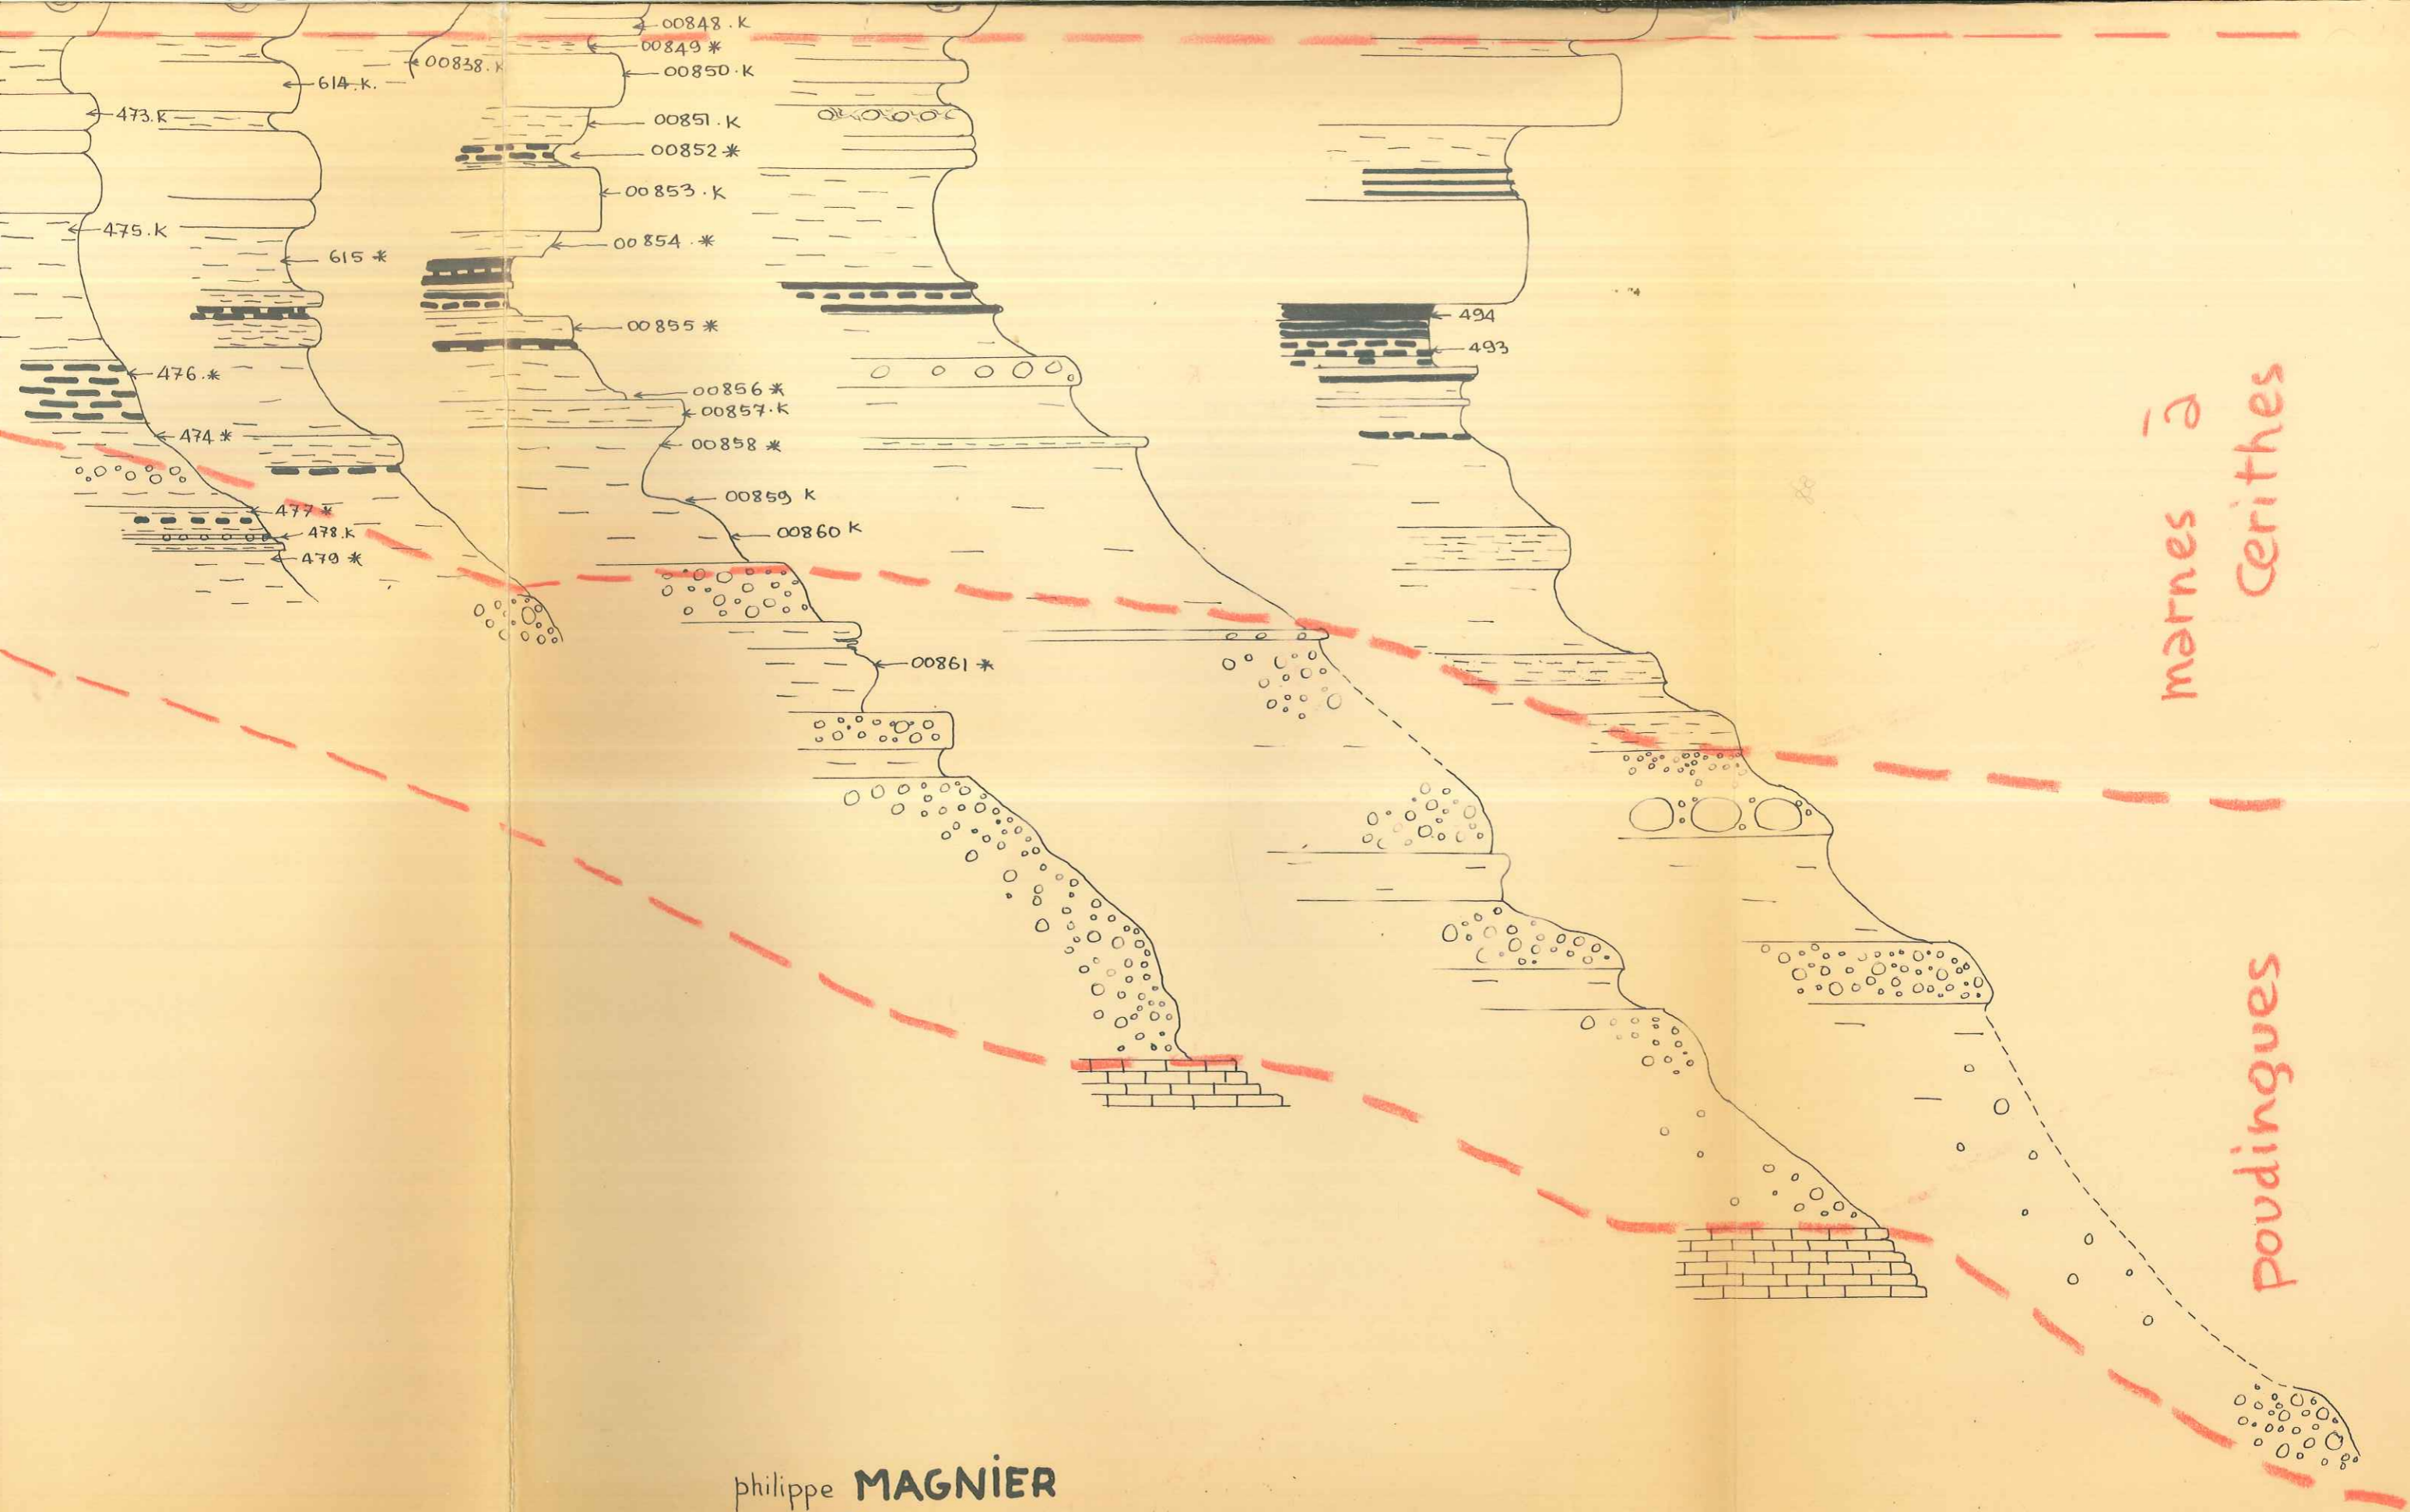 00848.K
00849 *
00838.K
00850.K
614.K.
473.K
00851.K
00852 *
00853.K
475.K
00854.*
615 *
494
00855 *
493
476.*
00856 *
00857.K
474 *
00858 *
00859 K
477 *
478.K
00860 K
479 *
00861 *
marnes à
Cerithes
poudingues
philippe MAGNiER